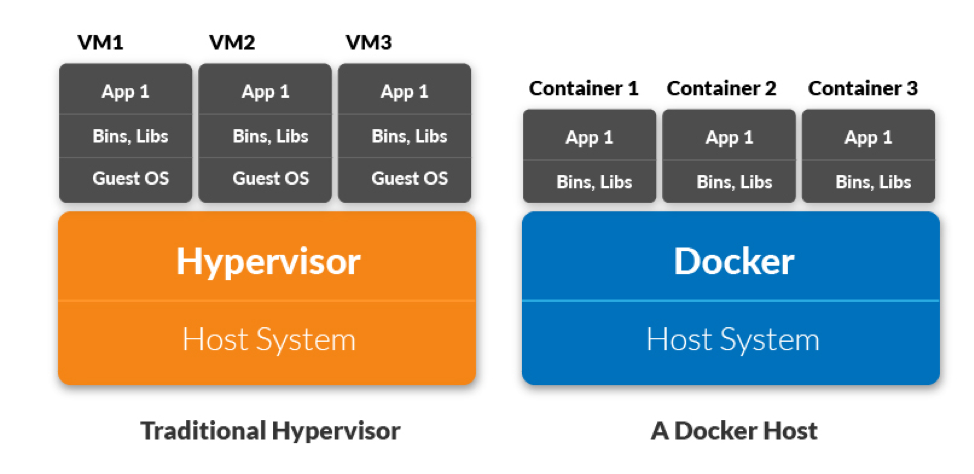 VM1 VM2 VM3
App 1 App 1 App 1
Bins, Libs Bins, Libs Bins, Libs
Guest OS Guest OS Guest OS
Hypervisor
Host System
Traditional Hypervisor
Container 1 Container 2 Container 3
App 1 App 1 App 1
Bins, Libs Bins, Libs Bins, Libs
Docker
Host System
A Docker Host